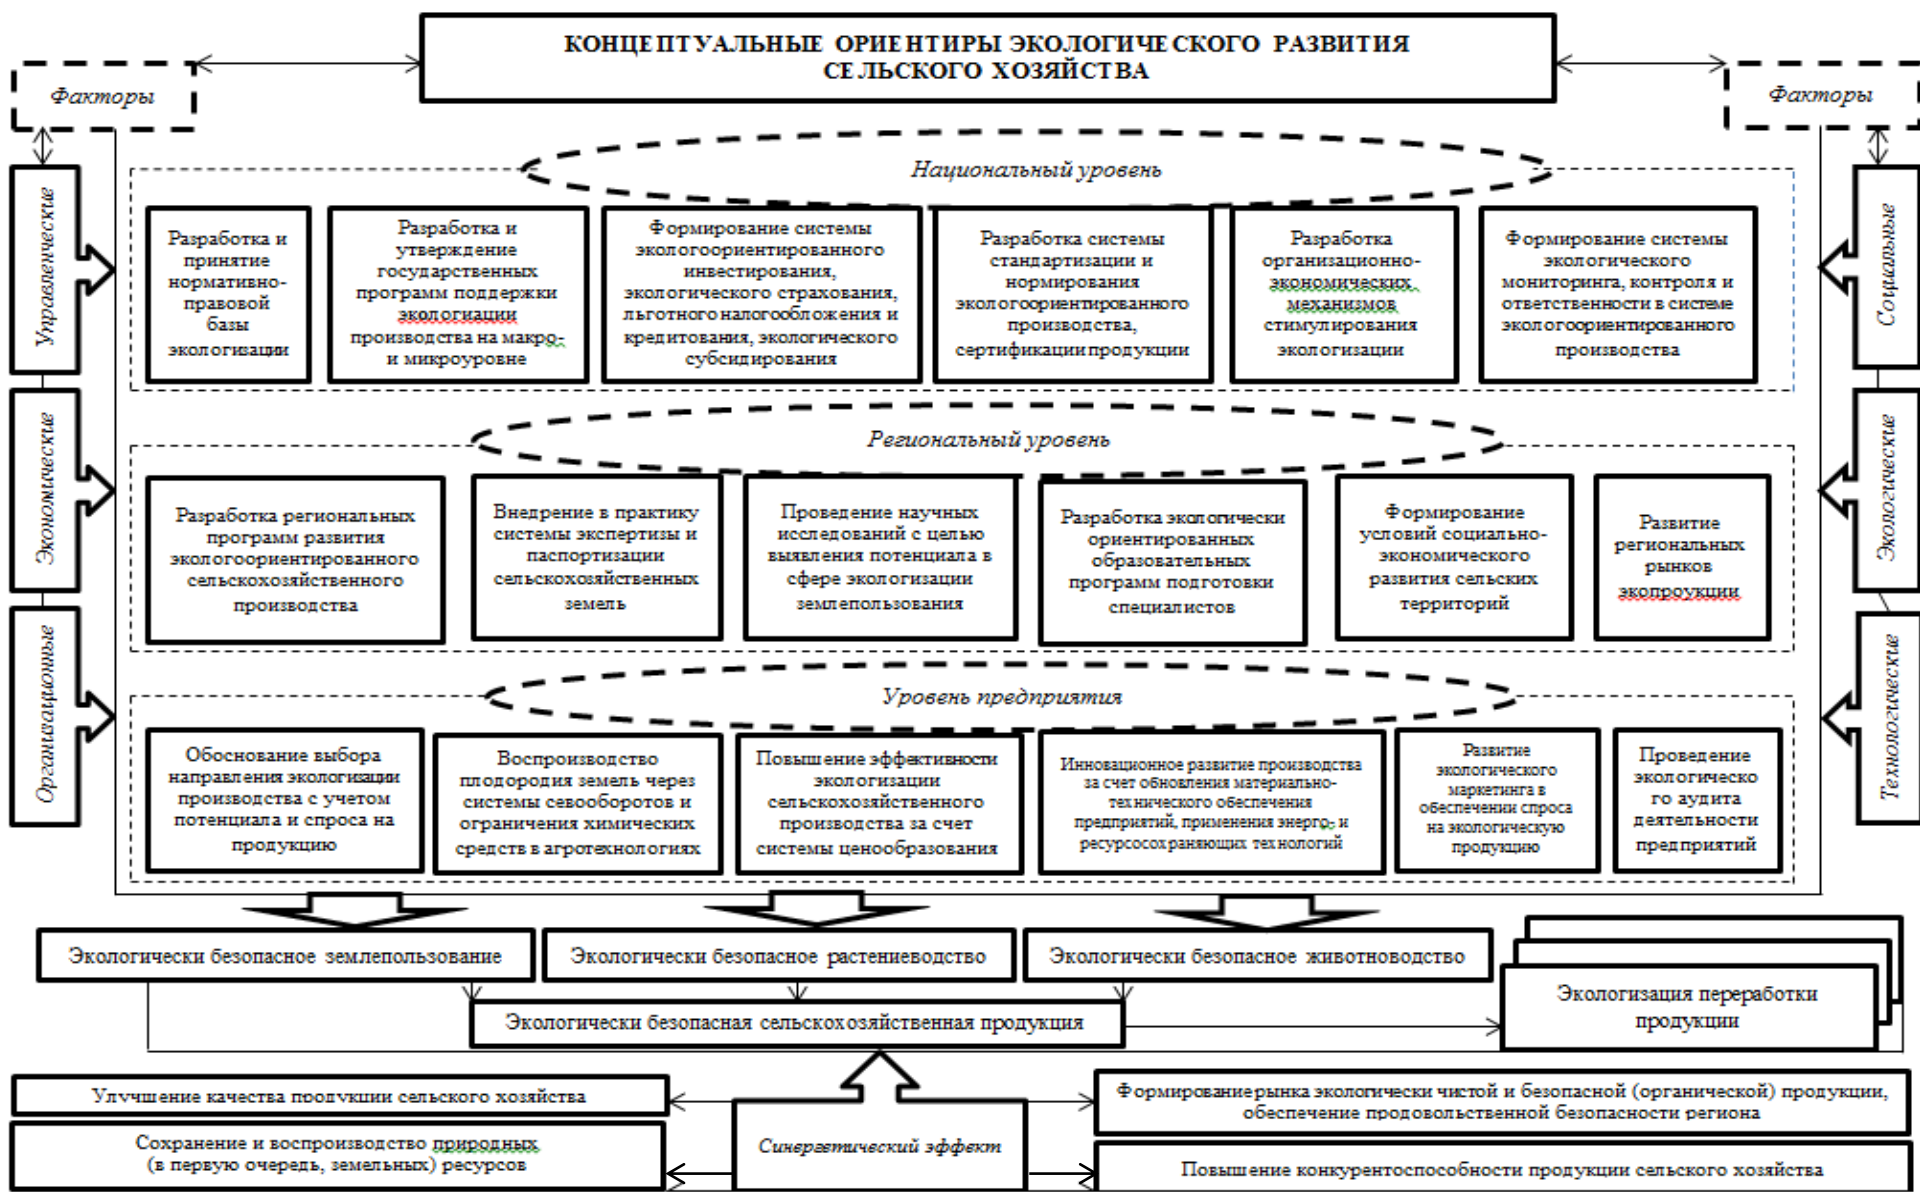 КОНЦЕПТУАЛЬНЫЕ ОРИЕНТИРЫ ЭКОЛОГИЧЕСКОГО РАЗВИТИЯ
СЕЛЬСКОГО ХОЗЯЙСТВА
Факторы
Факторы
Управленческие
Экономические
Организационные
Социальные
Экологические
Технологические
Национальный уровень
Разработка и
принятие
нормативно-
правовой
базы
экологизации
Разработка и
утверждение
государственных
программ поддержки
экологиации
производства на макро-
и микроуровне
Формирование системы
экологоориентированного
инвестирования,
экологического страхования,
льготного налогообложения и
кредитования, экологического
субсидирования
Разработка системы
стандартизации и
нормирования
экологоориентированного
производства,
сертификации продукции
Разработка
организационно-
экономических
механизмов
стимулирования
экологизации
Формирование системы
экологического
мониторинга, контроля и
ответственности в системе
экологоориентированного
производства
Региональный уровень
Разработка региональных
программ развития
экологоориентированного
сельскохозяйственного
производства
Внедрение в практику
системы экспертизы и
паспортизации
сельскохозяйственных
земель
Проведение научных
исследований с целью
выявления потенциала в
сфере экологизации
землепользования
Разработка экологически
ориентированных
образовательных
программ подготовки
специалистов
Формирование
условий социально-
экономического
развития сельских
территорий
Развитие
региональных
рынков
экопроукции
Уровень предприятия
Обоснование выбора
направления экологизации
производства с учетом
потенциала и спроса на
продукцию
Воспроизводство
плодородия земель через
системы севооборотов и
ограничения химических
средств в агротехнологиях
Повышение эффективности
экологизации
сельскохозяйственного
производства за счет
системы ценообразования
Инновационное развитие производства
за счет обновления материально-
технического обеспечения
предприятий, применения энерго- и
ресурсосохраняющих технологий
Развитие
экологического
маркетинга в
обеспечении спроса
на экологическую
продукцию
Проведение
экологическо
го аудита
деятельности
предприятий
Экологически безопасное землепользование
Экологически безопасное растениеводство
Экологически безопасное животноводство
Экологически безопасная сельскохозяйственная продукция
Экологизация переработки
продукции
Улучшение качества продукции сельского хозяйства
Сохранение и воспроизводство природных
(в первую очередь, земельных) ресурсов
Синергетический эффект
Формирование рынка экологически чистой и безопасной (органической) продукции,
обеспечение продовольственной безопасности региона
Повышение конкурентоспособности продукции сельского хозяйства